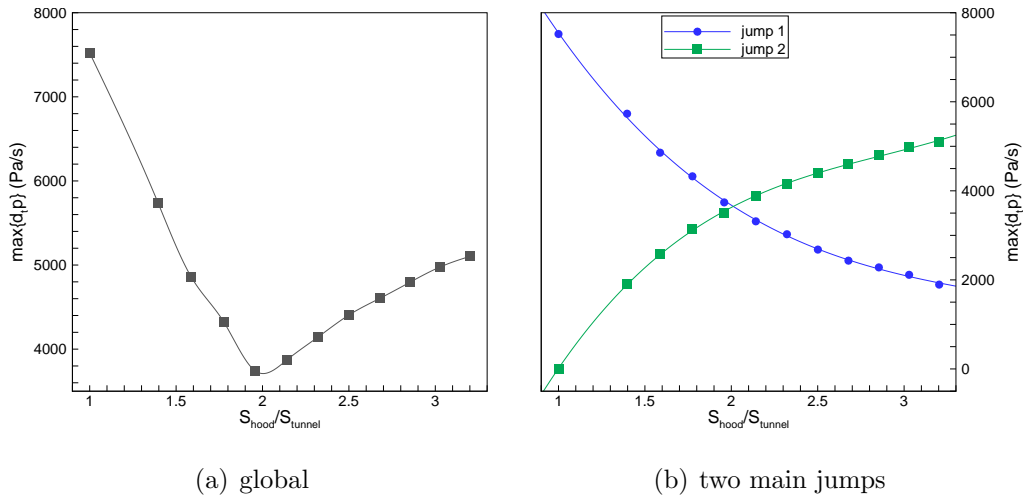 8000
7000
6000
5000
4000
max{dₜp} (Pa/s)
1 1.5 2 2.5 3
S_hood/S_tunnel
(a) global
jump 1
jump 2
8000
6000
4000
2000
0
max{dₜp} (Pa/s)
1 1.5 2 2.5 3
S_hood/S_tunnel
(b) two main jumps